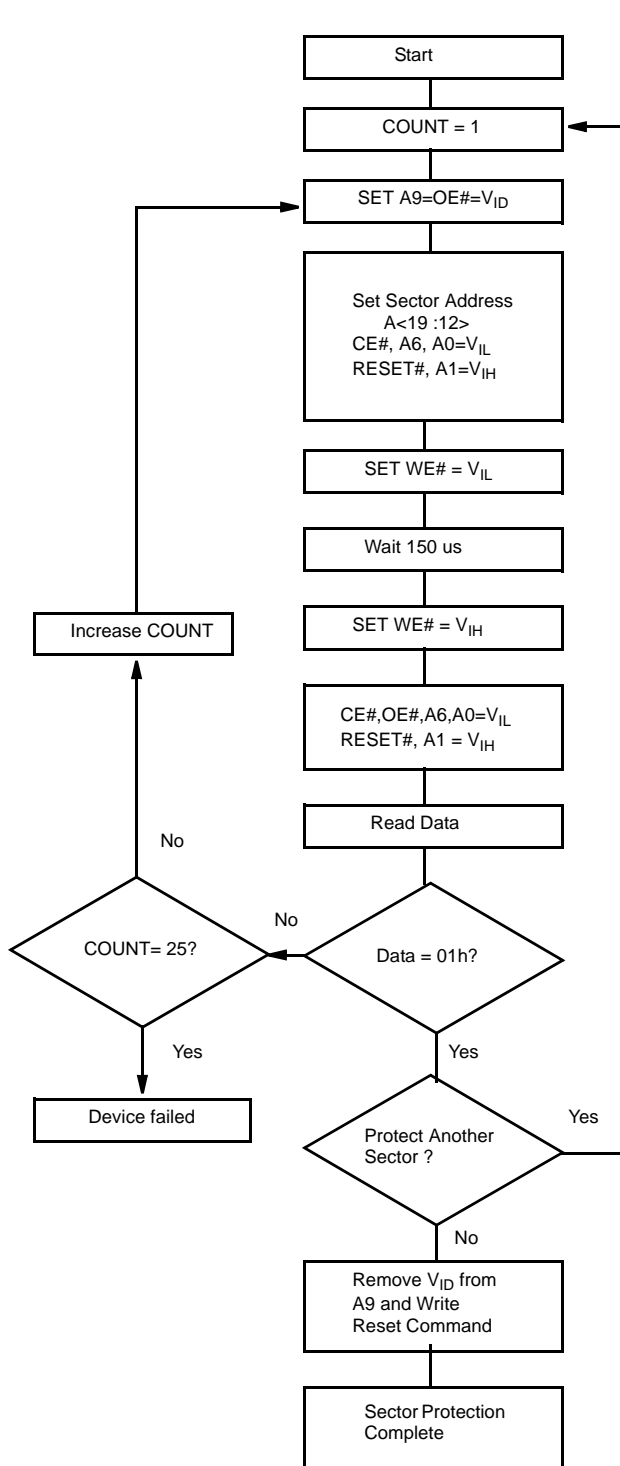 Start
COUNT = 1
SET A9=OE#=VID
Set Sector Address
A<19 :12>
CE#, A6, A0=VIL
RESET#, A1=VIH
SET WE# = VIL
Wait 150 us
Increase COUNT
SET WE# = VIH
CE#,OE#,A6,A0=VIL
RESET#, A1 = VIH
Read Data
No
No
COUNT= 25?
Data = 01h?
Yes
Yes
Device failed
Protect Another
Sector ?
Yes
No
Remove VID from
A9 and Write
Reset Command
Sector Protection
Complete